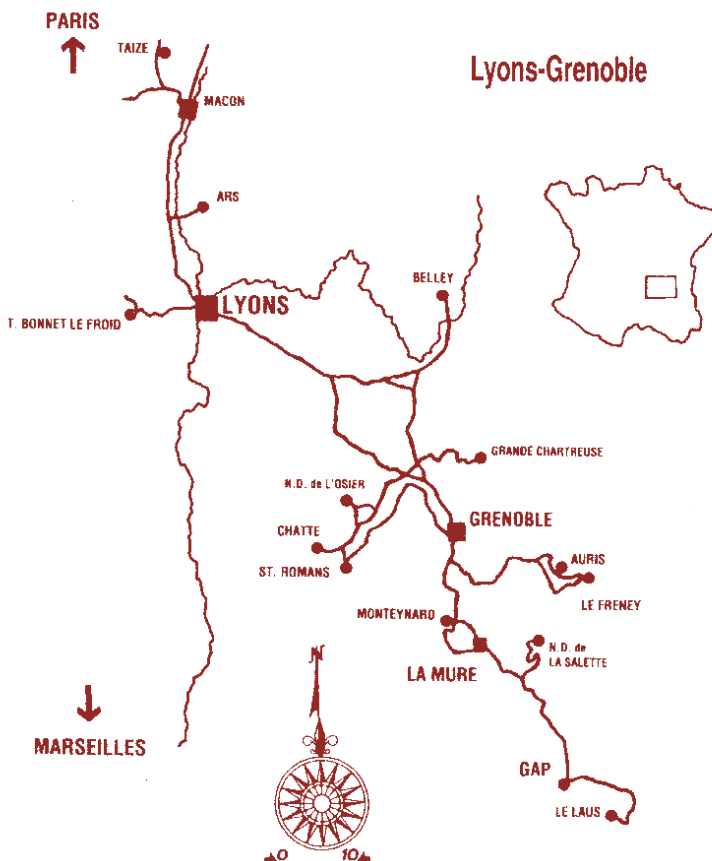 PARIS
TAIZE
Lyons-Grenoble
MACON
ARS
BELLEY
LYONS
T. BONNET LE FROID
GRANDE CHARTREUSE
N.D. de L'OSIER
GRENOBLE
CHATTE
AURIS
ST. ROMANS
LE FRENEY
MONTEYNARD
N.D. de
LA SALETTE
LA MURE
N
MARSEILLES
GAP
LE LAUS
0 10